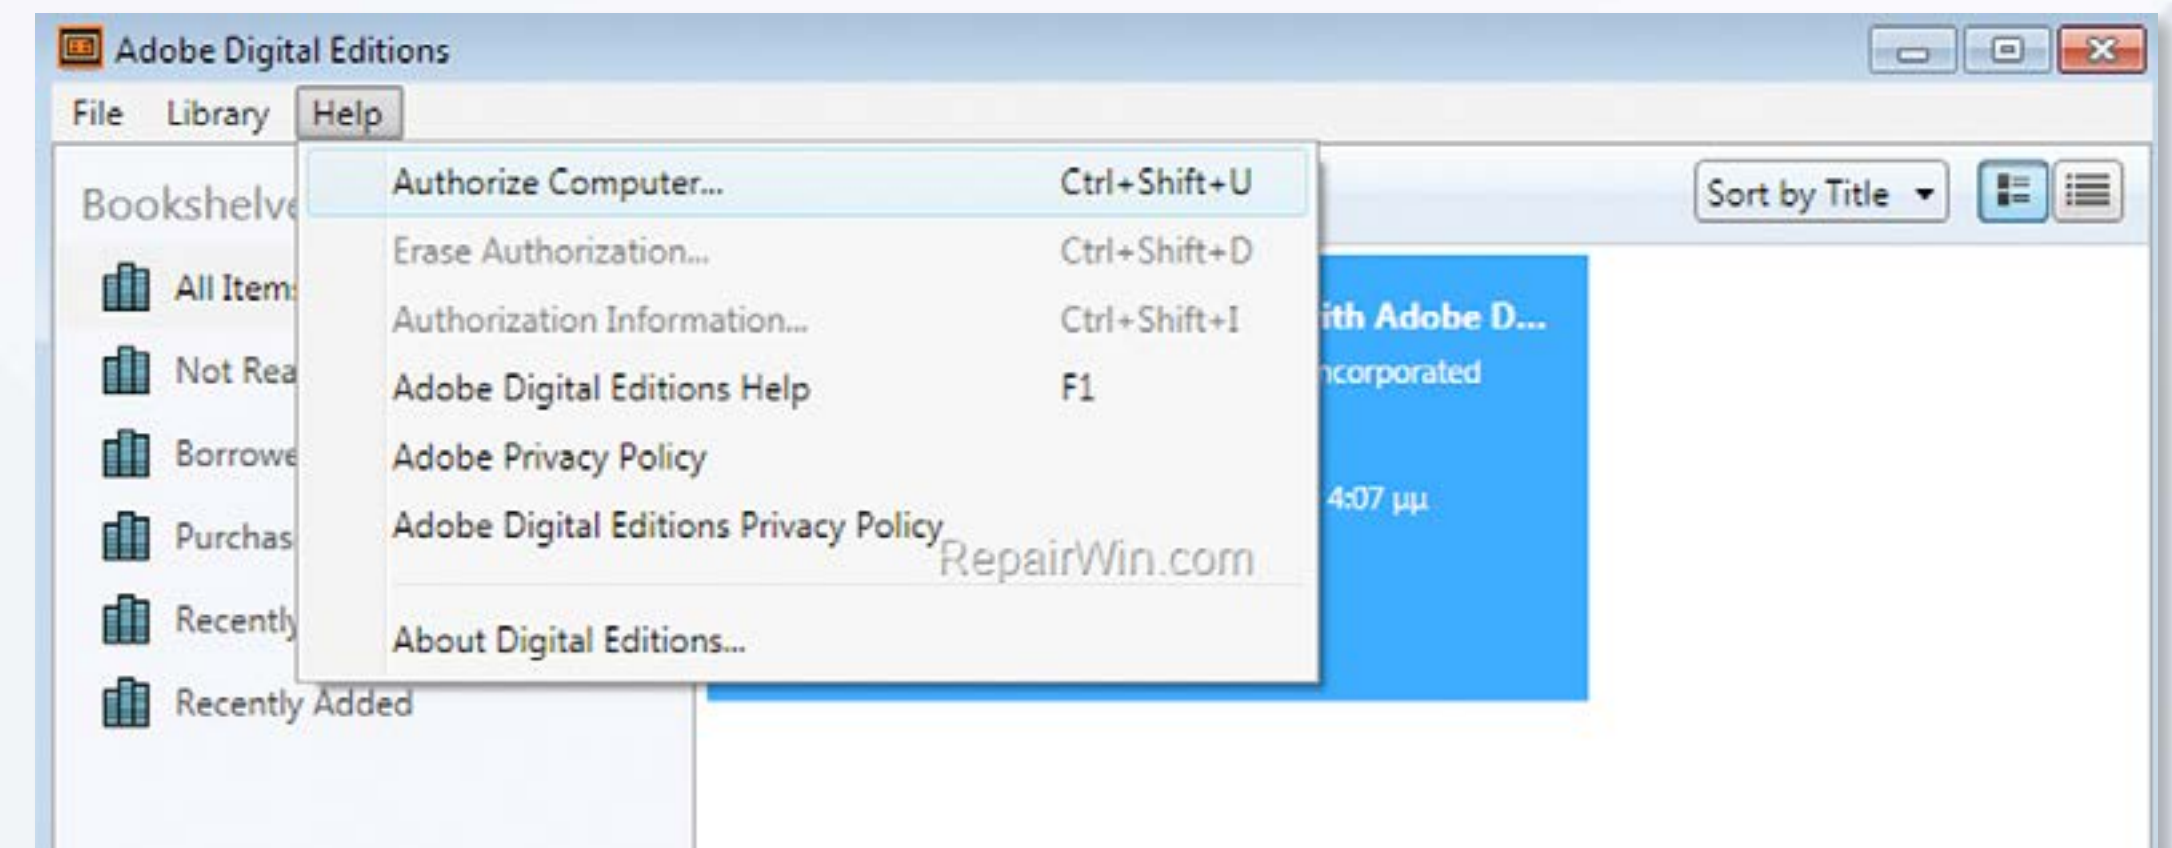 Adobe Digital Editions
File Library Help
Authorize Computer... Ctrl+Shift+U
Erase Authorization... Ctrl+Shift+D
Authorization Information... Ctrl+Shift+I
Adobe Digital Editions Help F1
Adobe Privacy Policy
Adobe Digital Editions Privacy Policy
RepairWin.com
About Digital Editions...
Sort by Title
Bookshelve
All Item
Not Rea
Borrowe
Purchas
Recently
Recently Added
ith Adobe D...
ncorporated
4:07 μμ